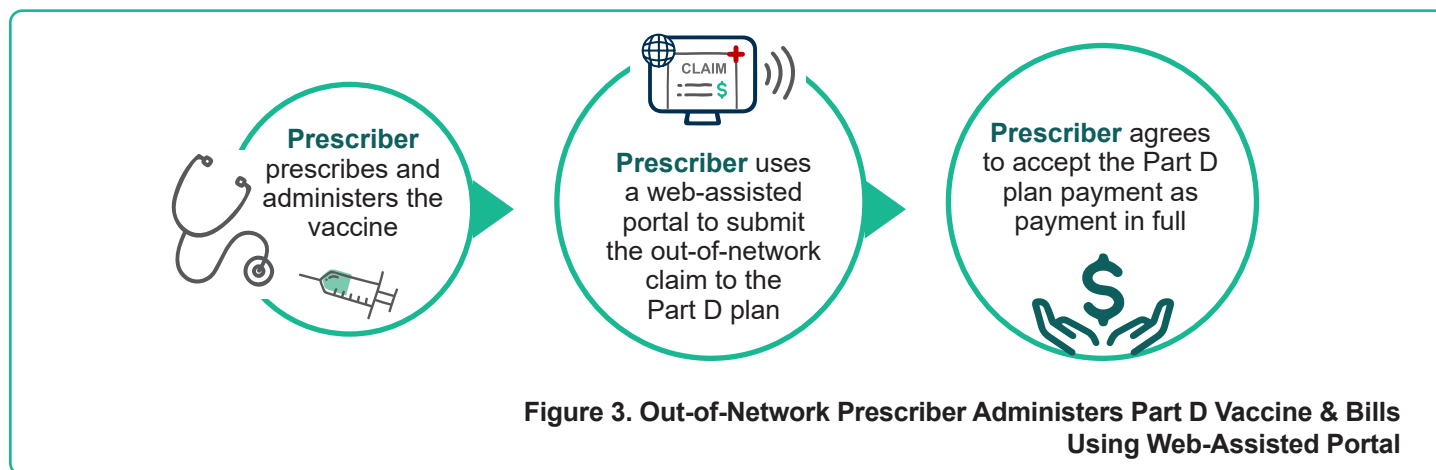 Prescriber
prescribes and
administers the
vaccine
CLAIM
$
Prescriber uses
a web-assisted
portal to submit
the out-of-network
claim to the
Part D plan
Prescriber agrees
to accept the Part D
plan payment as
payment in full
$
Figure 3. Out-of-Network Prescriber Administers Part D Vaccine & Bills
Using Web-Assisted Portal